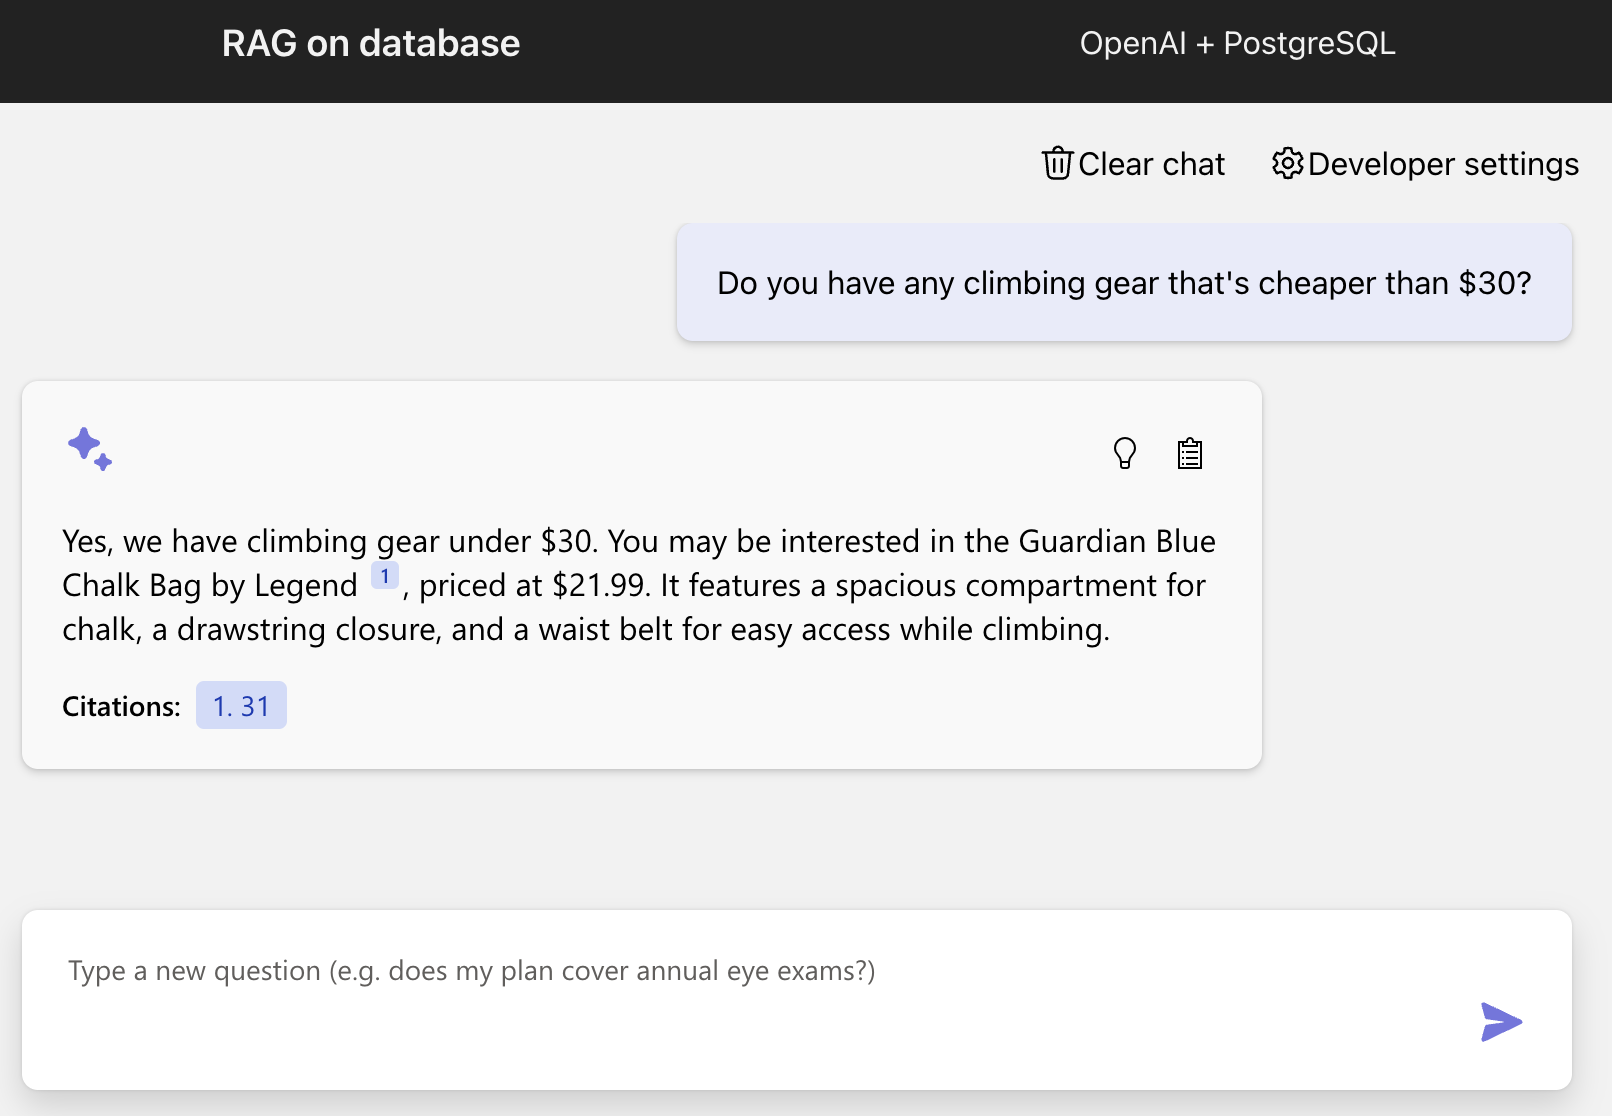 RAG on database
OpenAI + PostgreSQL
Clear chat
Developer settings
Do you have any climbing gear that's cheaper than $30?
Yes, we have climbing gear under $30. You may be interested in the Guardian Blue
Chalk Bag by Legend 1 , priced at $21.99. It features a spacious compartment for
chalk, a drawstring closure, and a waist belt for easy access while climbing.
Citations: 1. 31
Type a new question (e.g. does my plan cover annual eye exams?)